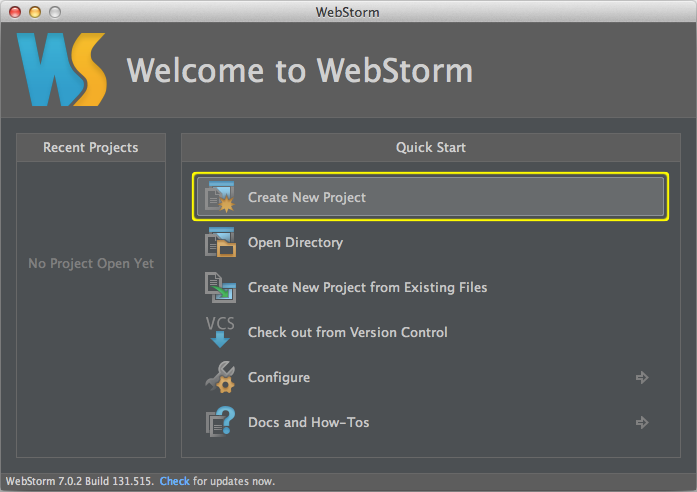 WebStorm
WS
Welcome to WebStorm
Recent Projects
No Project Open Yet
Quick Start
Create New Project
Open Directory
Create New Project from Existing Files
VCS
Check out from Version Control
Configure
?
Docs and How-Tos
WebStorm 7.0.2 Build 131.515. Check for updates now.